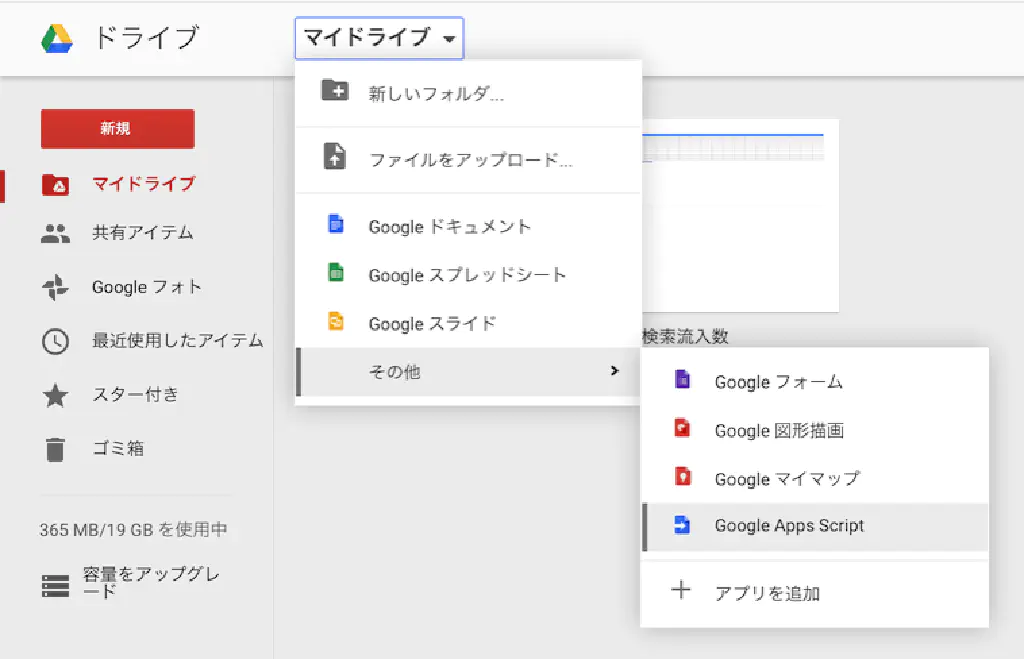 ドライブ
マイドライブ
新規
マイドライブ
共有アイテム
Google フォト
最近使用したアイテム
スター付き
ゴミ箱
365 MB/19 GB を使用中
容量をアップグレ
ード
新しいフォルダ...
ファイルをアップロード...
Google ドキュメント
Google スプレッドシート
Google スライド
その他
検索流入数
Google フォーム
Google 図形描画
Google マイマップ
Google Apps Script
アプリを追加